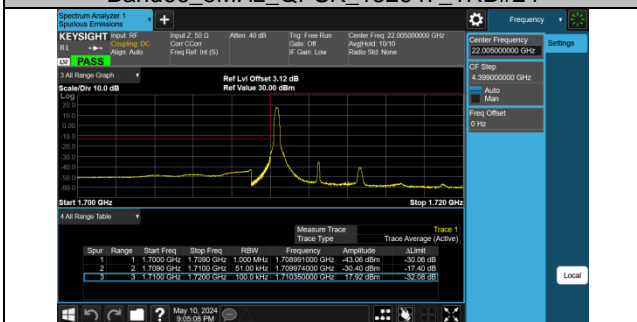 Spectrum Analyzer 1
Spurious Emissions
Frequency
KEYSIGHT Input: RF
Coupling: DC
Align: Auto
RL
Input Z: 50 Ω
Corr CCorr
Freq Ref: Int (S)
Atten: 40 dB
Trig: Free Run
Gate: Off
IF Gain: Low
Center Freq: 22.005000000 GHz
Avg|Hold: 10/10
Radio Std: None
LW PASS
Center Frequency
22.005000000 GHz
Settings
CF Step
4.399000000 GHz
Auto
Man
Freq Offset
0 Hz
3 All Range Graph
Scale/Div 10.0 dB
Ref Lvl Offset 3.12 dB
Ref Value 30.00 dBm
Log
20.0
10.0
0.00
-10.0
-20.0
-30.0
-40.0
-50.0
-60.0
Start 1.700 GHz
Stop 1.720 GHz
4 All Range Table
Measure Trace Trace 1
Trace Type Trace Average (Active)
Spur Range Start Freq Stop Freq RBW Frequency Amplitude ΔLimit
1 1 1.7000 GHz 1.7090 GHz 1.000 MHz 1.708991000 GHz -43.06 dBm -30.06 dB
2 2 1.7090 GHz 1.7100 GHz 51.00 kHz 1.709974000 GHz -30.40 dBm -17.40 dB
3 3 1.7100 GHz 1.7200 GHz 100.0 kHz 1.710350000 GHz 17.92 dBm -32.08 dB
Local
May 10, 2024
9:05:08 PM